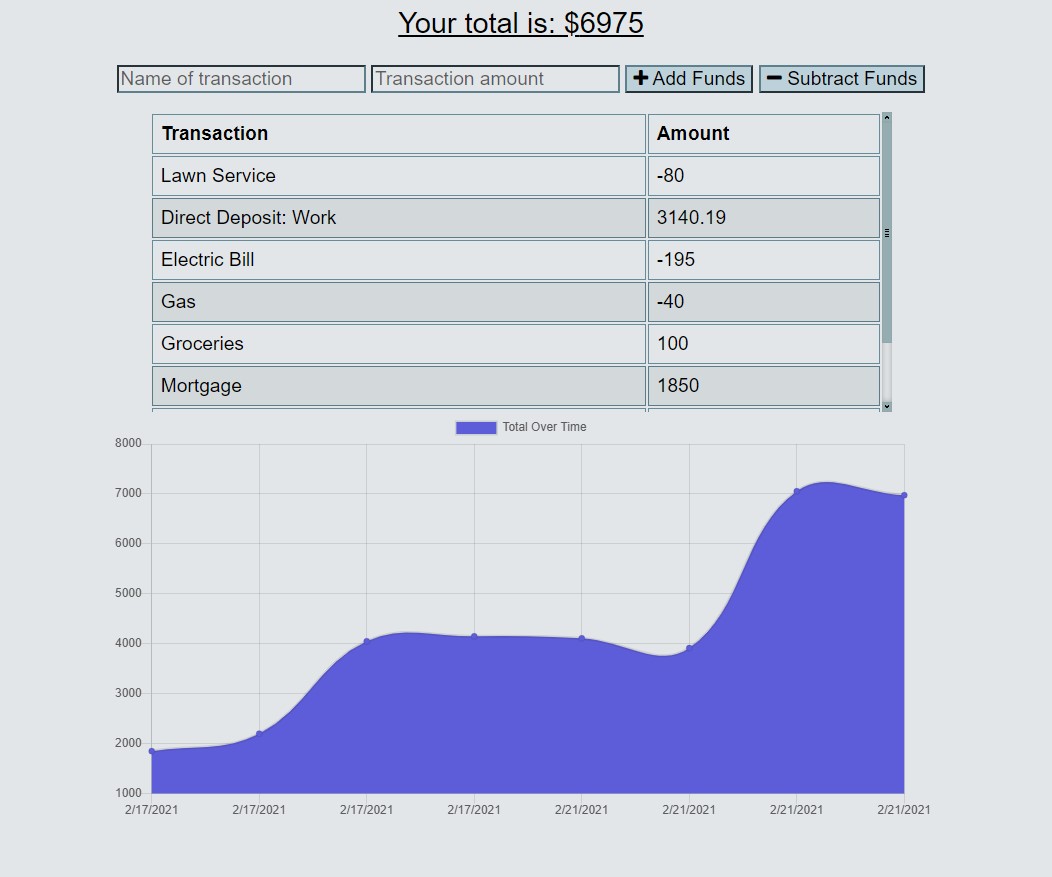 Your total is: $6975
Name of transaction Transaction amount Add Funds Subtract Funds
Transaction Amount
Lawn Service -80
Direct Deposit: Work 3140.19
Electric Bill -195
Gas -40
Groceries 100
Mortgage 1850
Total Over Time
8000
7000
6000
5000
4000
3000
2000
1000
2/17/2021 2/17/2021 2/17/2021 2/17/2021 2/21/2021 2/21/2021 2/21/2021 2/21/2021